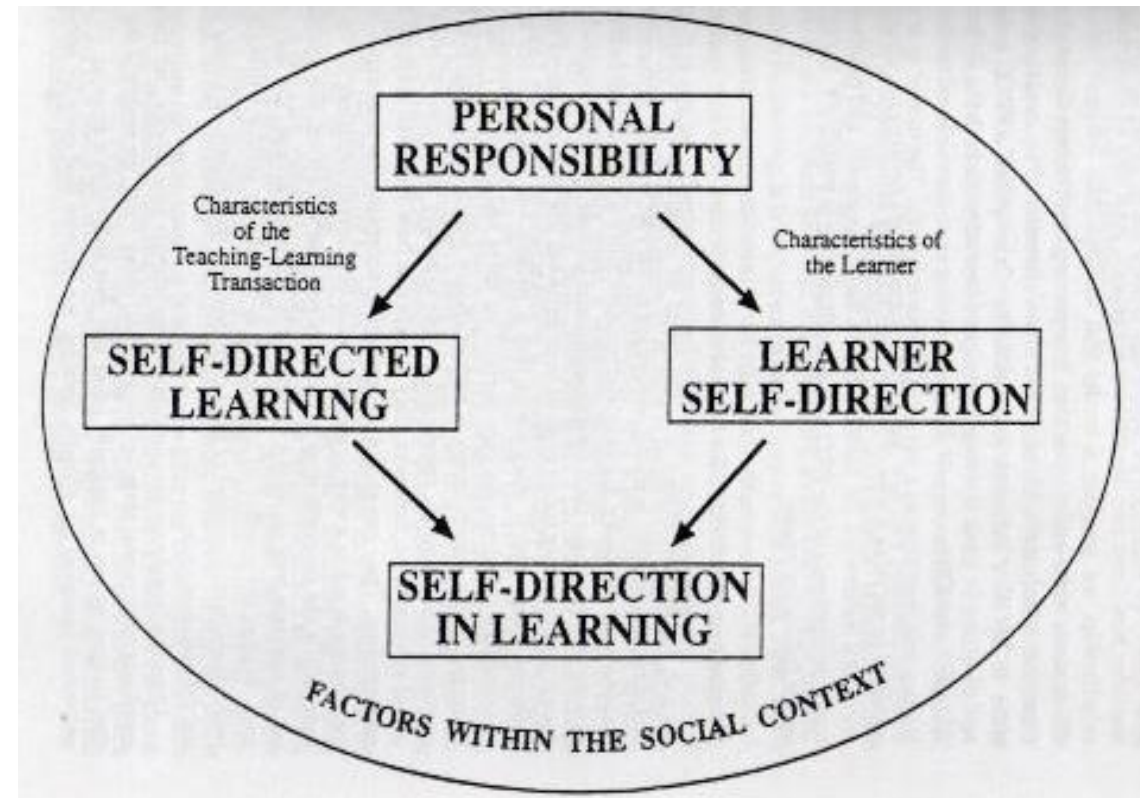 PERSONAL
RESPONSIBILITY
Characteristics
of the
Teaching-Learning
Transaction
Characteristics of
the Learner
SELF-DIRECTED
LEARNING
LEARNER
SELF-DIRECTION
SELF-DIRECTION
IN LEARNING
FACTORS WITHIN THE SOCIAL CONTEXT